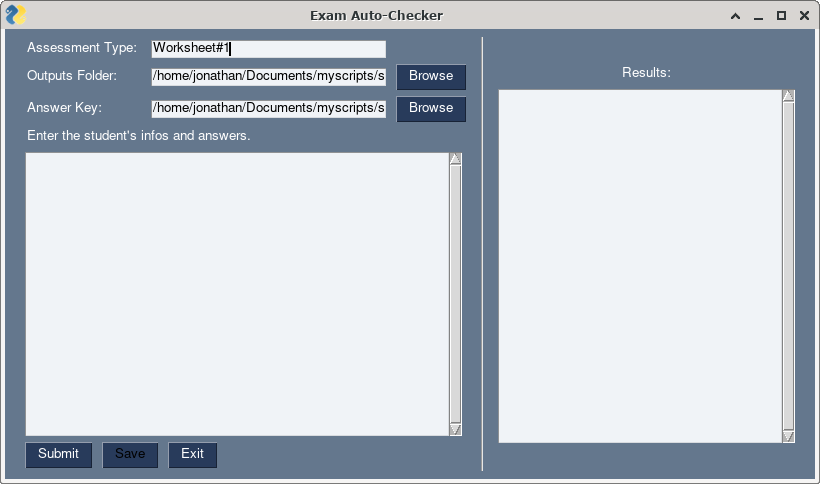 Exam Auto-Checker
Assessment Type: Worksheet#1
Outputs Folder: /home/jonathan/Documents/myscripts/s Browse
Answer Key: /home/jonathan/Documents/myscripts/s Browse
Enter the student's infos and answers.
Submit Save Exit
Results: